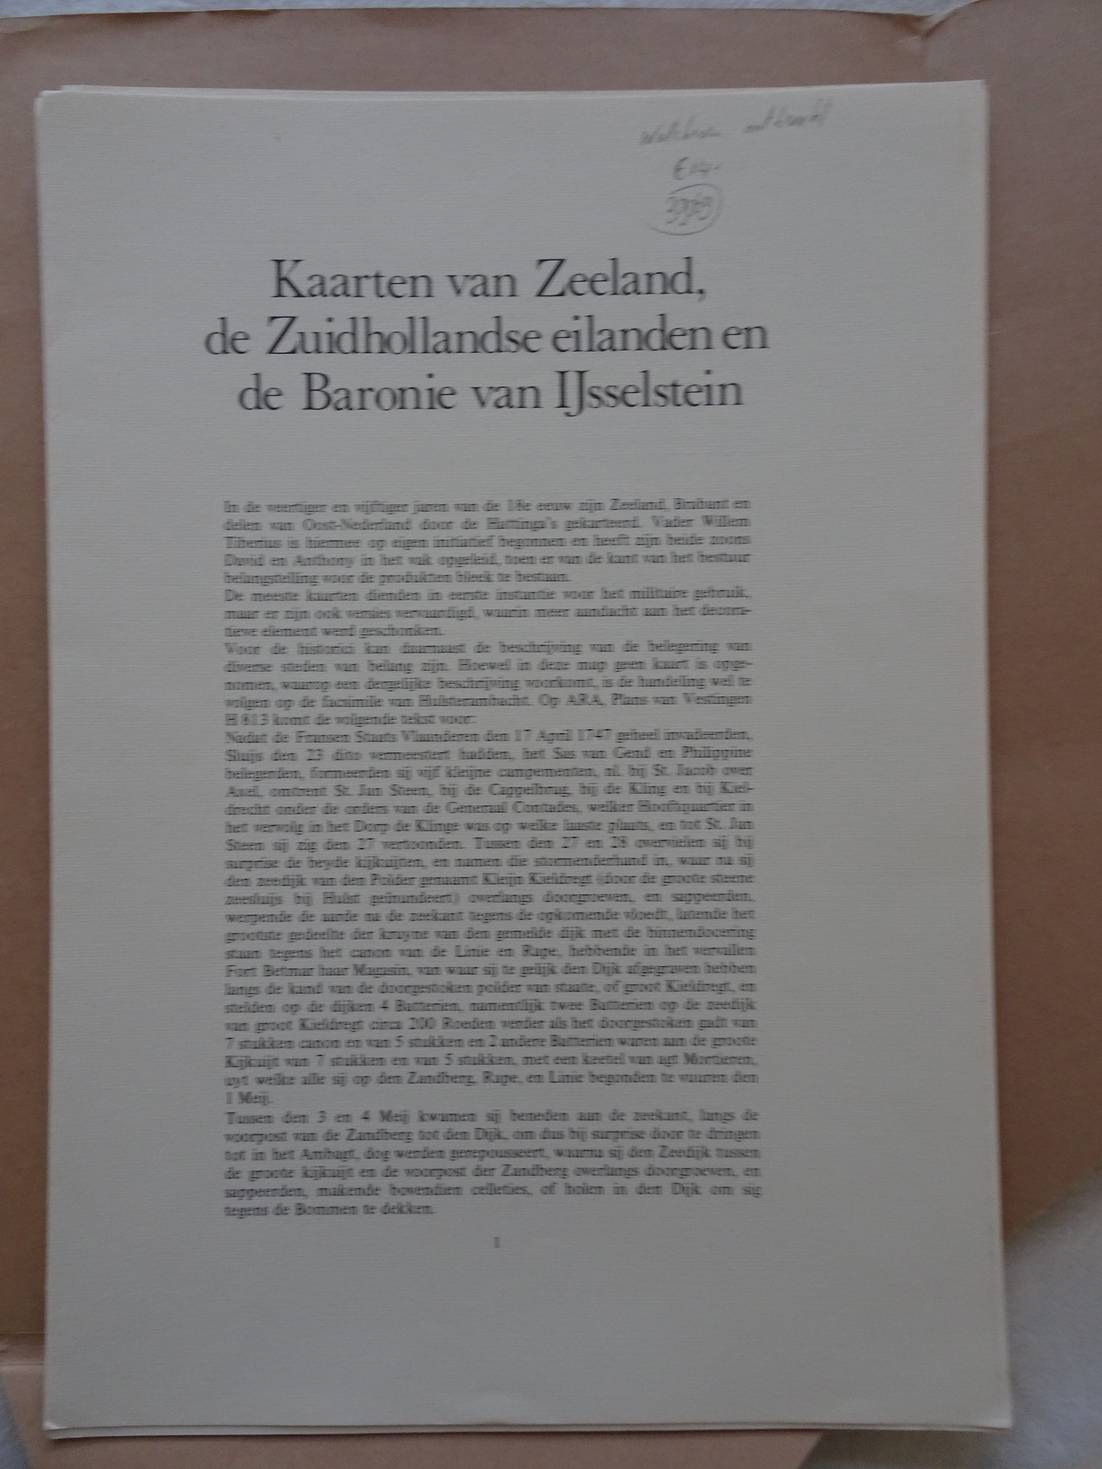 Walcheren ontbreekt
Kaarten van Zeeland,
de Zuidhollandse eilanden en
de Baronie van IJsselstein
In de veertiger en vijftiger jaren van de 18e eeuw zijn Zeeland, Brabant en
delen van Oost-Nederland door de Hattinga's gekarteerd. Vader Willem
Tiberius is hiermee op eigen initiatief begonnen en heeft zijn beide zoons
David en Anthony in het vak opgeleid, toen er van de kant van het bestuur
belangstelling voor de produkten bleek te bestaan.
De meeste kaarten dienden in eerste instantie voor het militaire gebruik,
maar er zijn ook versies vervaardigd, waarin meer aandacht aan het decora-
tieve element werd geschonken.
Voor de historici kan daarnaast de beschrijving van de belegering van
diverse steden van belang zijn. Hoewel in deze map geen kaart is opge-
nomen, waarop een dergelijke beschrijving voorkomt, is de handeling wel te
volgen op de facsimile van Hulsterambacht. Op ARA, Plans van Vestingen
H 813 komt de volgende tekst voor:
Nadat de Fransen Staats Vlaanderen den 17 April 1747 geheel invadeerden,
Sluijs den 23 dito vermeestert hadden, het Sas van Gend en Philippine
belegerden, formeerden sij vijf kleijne campementen, nl. bij St. Jacob over
Axel, omtrent St. Jan Steen, bij de Cappelbrug, bij de Kling en bij Kiel-
drecht onder de orders van de Generaal Contades, welker Hoofdquartier in
het vervolg in het Dorp de Klinge was op welke laaste plaats, en tot St. Jan
Steen sij zig den 27 vertoonden. Tussen den 27 en 28 overvielen sij bij
surprise de beyde kijkuijten, en namen die stormenderhand in, waar na sij
den zeedijk van den Polder genaamt Kleijn Kieldregt (door de groote steene
zeesluijs bij Hulst geïnundeert) overlangs doorgroeven, en sappeerden,
werpende de aarde na de zeekant tegens de opkomende vloedt, latende het
grootste gedeelte der kruyne van den gemelde dijk met de binnendocering
staan tegens het canon van de Linie en Rape, hebbende in het vervallen
Fort Betmar haar Magasin, van waar sij te gelijk den Dijk afgegraven hebben
langs de kand van de doorgestoken polder van staate, of groot Kieldregt, en
stelden op de dijken 4 Batterien, namentlijk twee Batterien op de zeedijk
van groot Kieldregt circa 200 Roeden verder als het doorgestoken gatt van
7 stukken canon en van 5 stukken en 2 andere Batterien waren aan de groote
Kijkuijt van 7 stukken en van 5 stukken, met een keetel van agt Mortieren,
uyt welke alle sij op den Zandberg, Rape, en Linie begonden te vuuren den
1 Meij.
Tussen den 3 en 4 Meij kwamen sij beneden aan de zeekant, langs de
voorpost van de Zandberg tot den Dijk, om dus bij surprise door te dringen
tot in het Ambagt, dog werden gerepousseert, waarna sij den Zeedijk tussen
de groote kijkuijt en de voorpost der Zandberg overlangs doorgroeven, en
sappeerden, makende bovendien celleties, of holen in den Dijk om sig
tegens de Bommen te dekken.
1